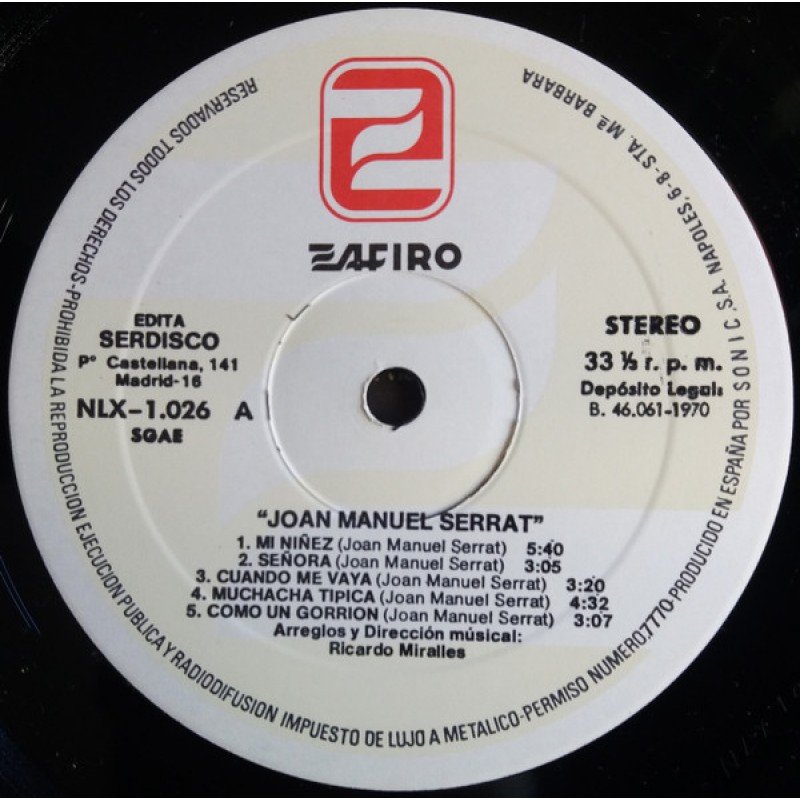 ZAFIRO
EDITA
SERDISCO
Pº Castellana, 141
Madrid-16
NLX-1.026 A
SGAE
STEREO
33 ⅓ r. p. m.
Depósito Legal:
B. 46.061-1970
"JOAN MANUEL SERRAT"
1. MI NIÑEZ (Joan Manuel Serrat) 5:40
2. SEÑORA (Joan Manuel Serrat) 3:05
3. CUANDO ME VAYA (Joan Manuel Serrat) 3:20
4. MUCHACHA TIPICA (Joan Manuel Serrat) 4:32
5. COMO UN GORRION (Joan Manuel Serrat) 3:07
Arreglos y Dirección músical:
Ricardo Miralles
RESERVADOS TODOS LOS DERECHOS-PROHIBIDA LA REPRODUCCION EJECUCION PUBLICA Y RADIODIFUSION IMPUESTO DE LUJO A METALICO-PERMISO NUMERO 7770-PRODUCIDO EN ESPAÑA POR SONIC, S.A. NAPOLES, 6-8-STA. Mª BARBARA